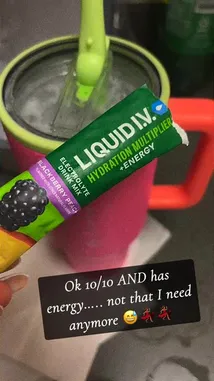 LIQUID I.V.
HYDRATION MULTIPLIER
+ENERGY
ELECTROLYTE
DRINK MIX
BLACKBERRY
Ok 10/10 AND has
energy..... not that I need
anymore 😅💃💃